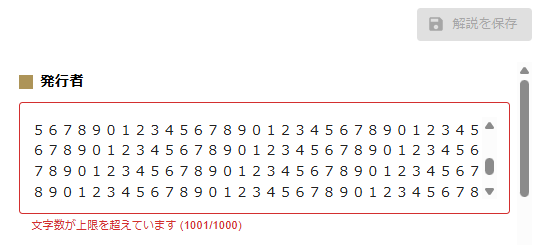 解説を保存
発行者
5 6 7 8 9 0 1 2 3 4 5 6 7 8 9 0 1 2 3 4 5 6 7 8 9 0 1 2 3 4 5
6 7 8 9 0 1 2 3 4 5 6 7 8 9 0 1 2 3 4 5 6 7 8 9 0 1 2 3 4 5 6
7 8 9 0 1 2 3 4 5 6 7 8 9 0 1 2 3 4 5 6 7 8 9 0 1 2 3 4 5 6 7
8 9 0 1 2 3 4 5 6 7 8 9 0 1 2 3 4 5 6 7 8 9 0 1 2 3 4 5 6 7 8
文字数が上限を超えています (1001/1000)